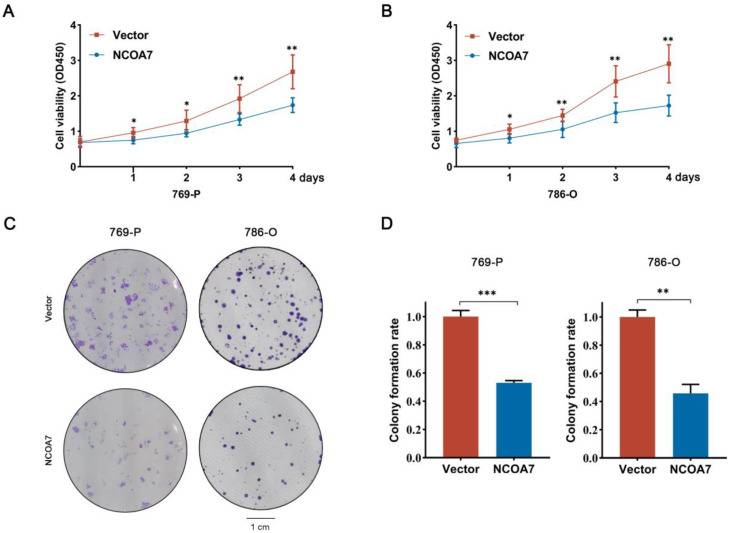 A
Cell viability (OD450)
4
3
2
1
0
Vector
NCOA7
*
*
**
**
1 2 3 4 days
769-P
B
Cell viability (OD450)
4
3
2
1
0
Vector
NCOA7
*
**
**
**
1 2 3 4 days
786-O
C
769-P 786-O
Vector
NCOA7
1 cm
D
769-P
Colony formation rate
***
1.0
0.8
0.6
0.4
0.2
0.0
Vector NCOA7
786-O
Colony formation rate
**
1.0
0.8
0.6
0.4
0.2
0.0
Vector NCOA7